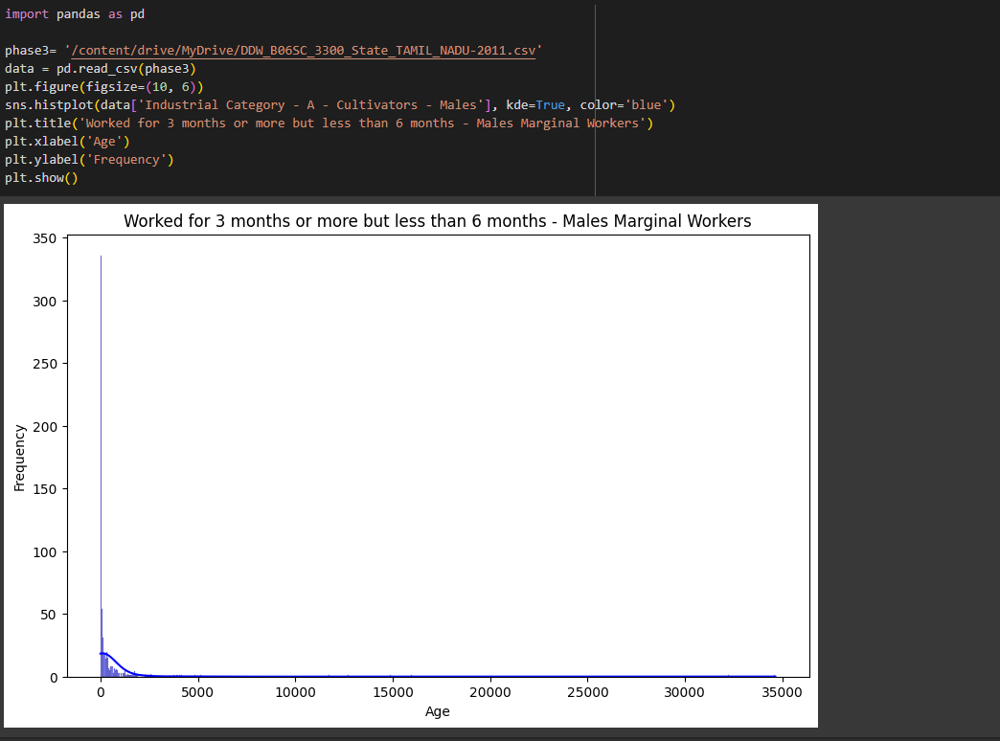 import pandas as pd
phase3= '/content/drive/MyDrive/DDW_B06SC_3300_State_TAMIL_NADU-2011.csv'
data = pd.read_csv(phase3)
plt.figure(figsize=(10, 6))
sns.histplot(data['Industrial Category - A - Cultivators - Males'], kde=True, color='blue')
plt.title('Worked for 3 months or more but less than 6 months - Males Marginal Workers')
plt.xlabel('Age')
plt.ylabel('Frequency')
plt.show()
Worked for 3 months or more but less than 6 months - Males Marginal Workers
350
300
250
200
150
100
50
0
Frequency
0 5000 10000 15000 20000 25000 30000 35000
Age